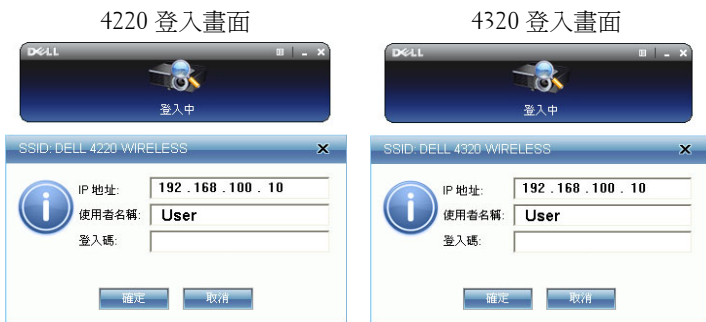 4220 登入畫面
DELL
登入中
SSID: DELL 4220 WIRELESS
IP 地址: 192 . 168 . 100 . 10
使用者名稱: User
登入碼:
確定 取消
4320 登入畫面
DELL
登入中
SSID: DELL 4320 WIRELESS
IP 地址: 192 . 168 . 100 . 10
使用者名稱: User
登入碼:
確定 取消